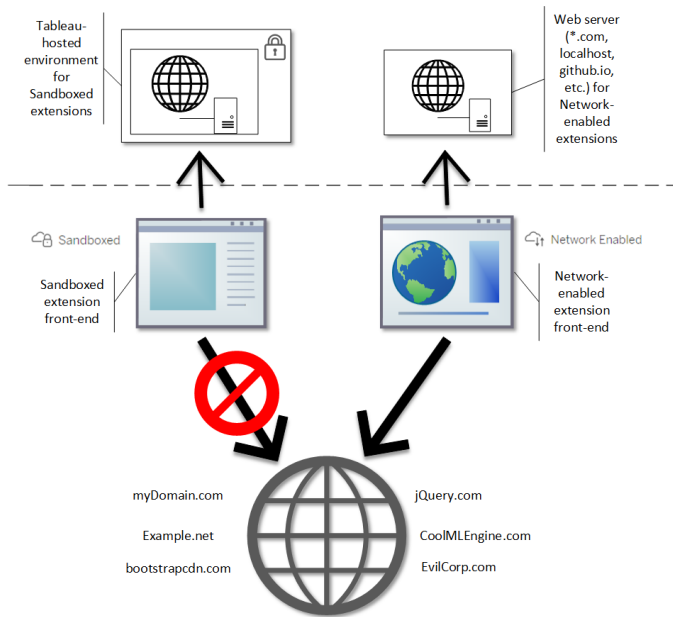 Tableau-
hosted
environment
for
Sandboxed
extensions
Web server
(*.com,
localhost,
github.io,
etc.) for
Network-
enabled
extensions
Sandboxed
Network Enabled
Sandboxed
extension
front-end
Network-
enabled
extension
front-end
myDomain.com
jQuery.com
Example.net
CoolMLEngine.com
bootstrapcdn.com
EvilCorp.com